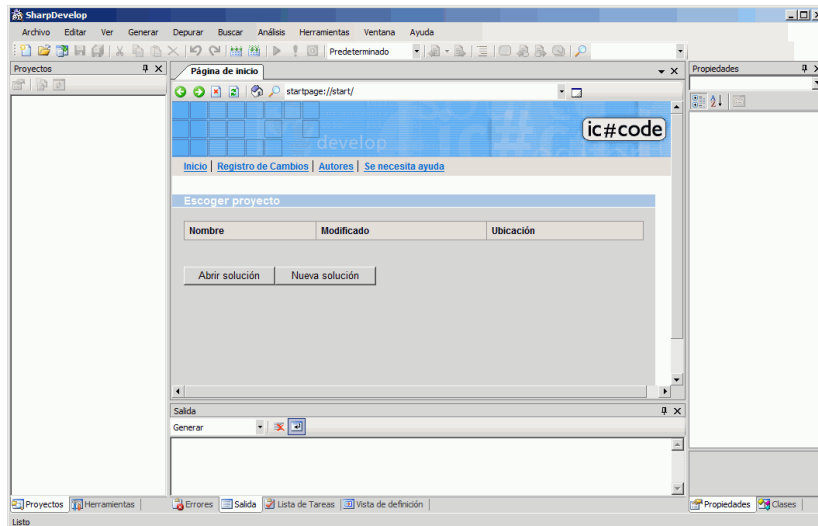 SharpDevelop
Archivo Editar Ver Generar Depurar Buscar Análisis Herramientas Ventana Ayuda
Predeterminado
Proyectos
Página de inicio
Propiedades
startpage://start/
ic#code
develop
Inicio | Registro de Cambios | Autores | Se necesita ayuda
Escoger proyecto
Nombre Modificado Ubicación
Abrir solución Nueva solución
Salida
Generar
Proyectos Herramientas Errores Salida Lista de Tareas Vista de definición Propiedades Clases
Listo